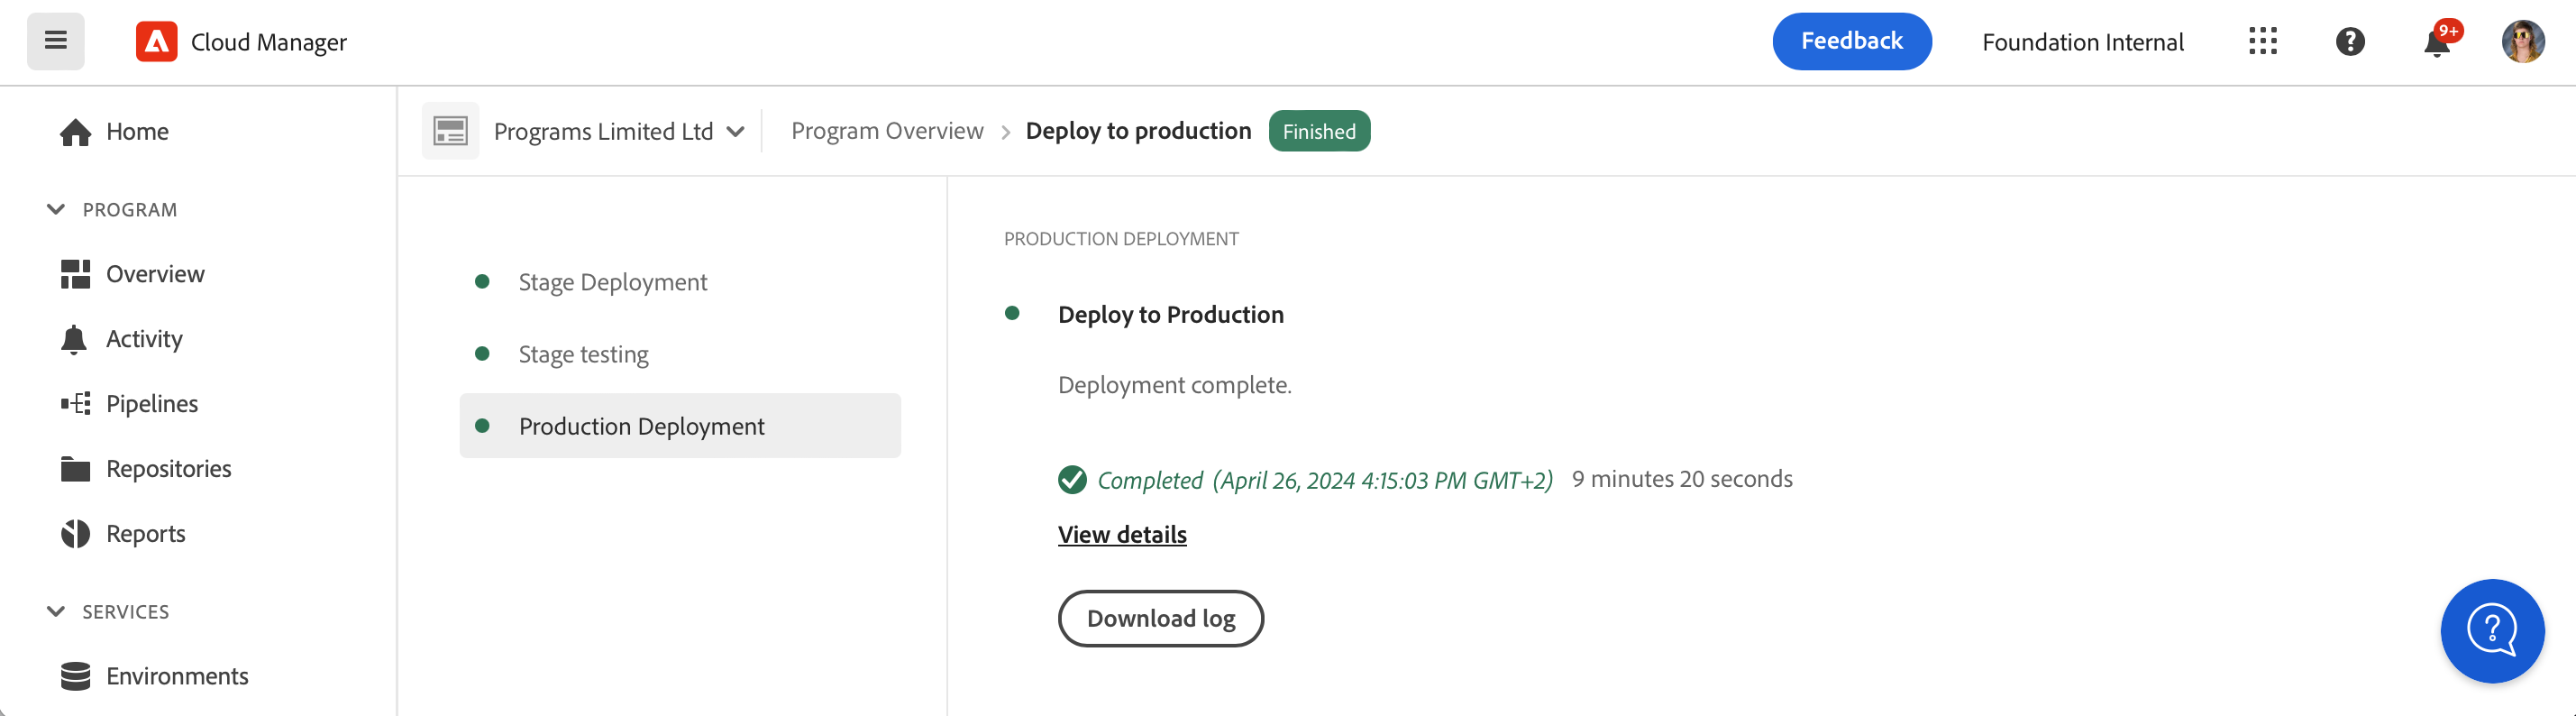 Cloud Manager
Feedback
Foundation Internal
9+
Home
PROGRAM
Overview
Activity
Pipelines
Repositories
Reports
SERVICES
Environments
Programs Limited Ltd
Program Overview
Deploy to production
Finished
Stage Deployment
Stage testing
Production Deployment
PRODUCTION DEPLOYMENT
Deploy to Production
Deployment complete.
Completed (April 26, 2024 4:15:03 PM GMT+2) 9 minutes 20 seconds
View details
Download log